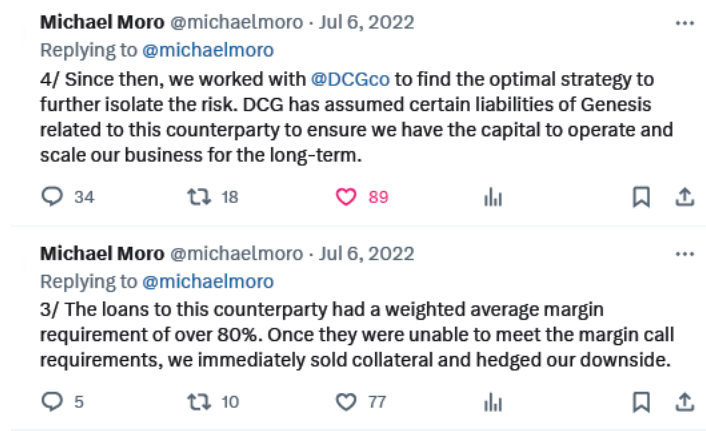 Michael Moro @michaelmoro · Jul 6, 2022
Replying to @michaelmoro
4/ Since then, we worked with @DCGco to find the optimal strategy to
further isolate the risk. DCG has assumed certain liabilities of Genesis
related to this counterparty to ensure we have the capital to operate and
scale our business for the long-term.
34 18 89
Michael Moro @michaelmoro · Jul 6, 2022
Replying to @michaelmoro
3/ The loans to this counterparty had a weighted average margin
requirement of over 80%. Once they were unable to meet the margin call
requirements, we immediately sold collateral and hedged our downside.
5 10 77